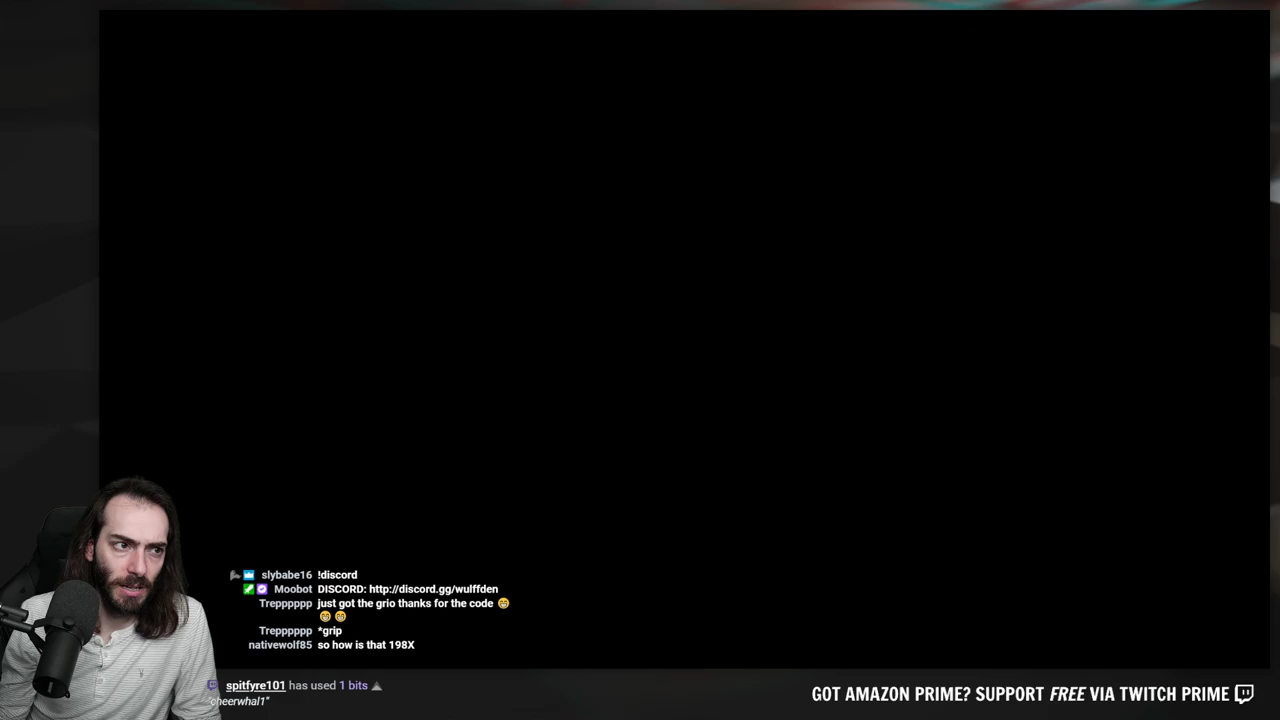 slybabe16 !discord
Moobot DISCORD: http://discord.gg/wulffden
Trepppppp just got the grio thanks for the code
Trepppppp *grip
nativewolf85 so how is that 198X
spitfyre101 has used 1 bits
"cheerwhal1"
GOT AMAZON PRIME? SUPPORT FREE VIA TWITCH PRIME